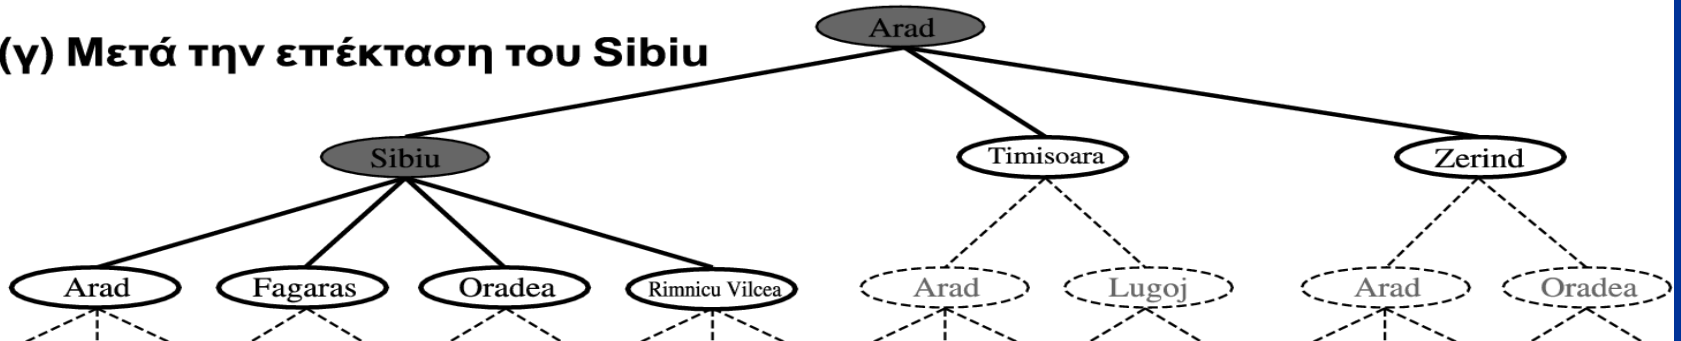 Arad
(γ) Μετά την επέκταση του Sibiu
Sibiu Timisoara Zerind
Arad Fagaras Oradea Rimnicu Vilcea Arad Lugoj Arad Oradea